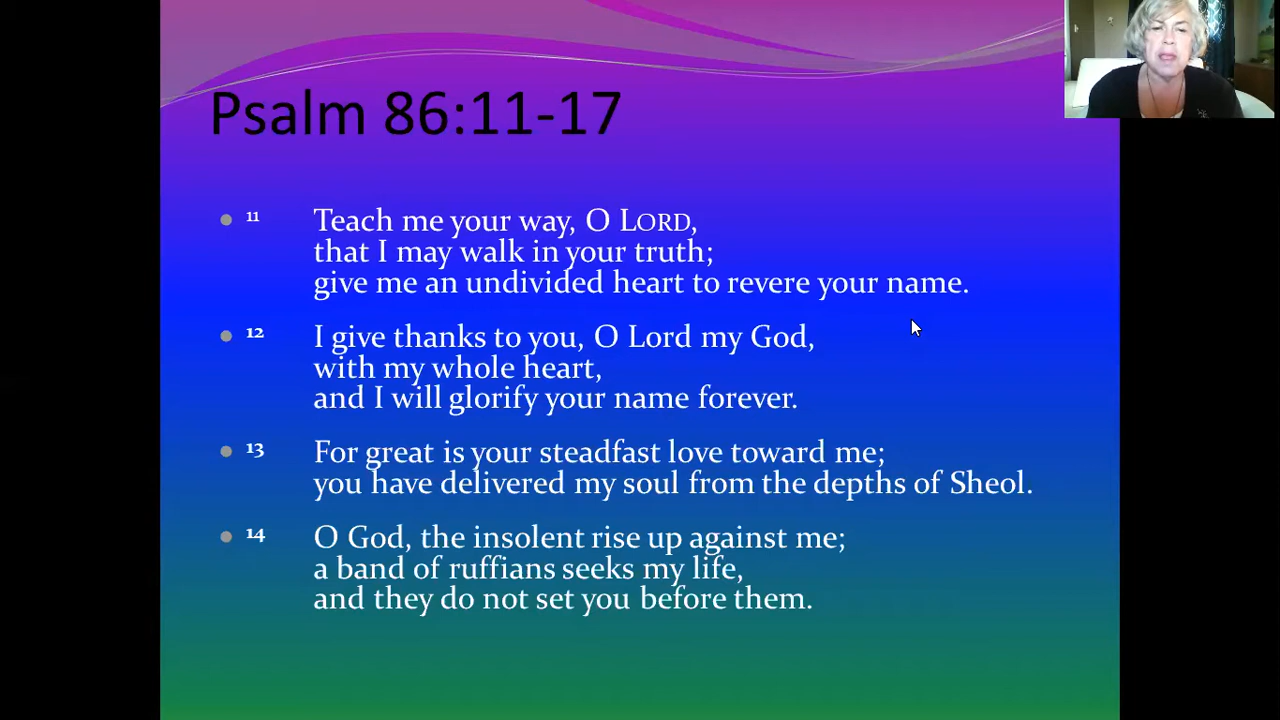 Psalm 86:11-17
11 Teach me your way, O LORD,
that I may walk in your truth;
give me an undivided heart to revere your name.
12 I give thanks to you, O Lord my God,
with my whole heart,
and I will glorify your name forever.
13 For great is your steadfast love toward me;
you have delivered my soul from the depths of Sheol.
14 O God, the insolent rise up against me;
a band of ruffians seeks my life,
and they do not set you before them.